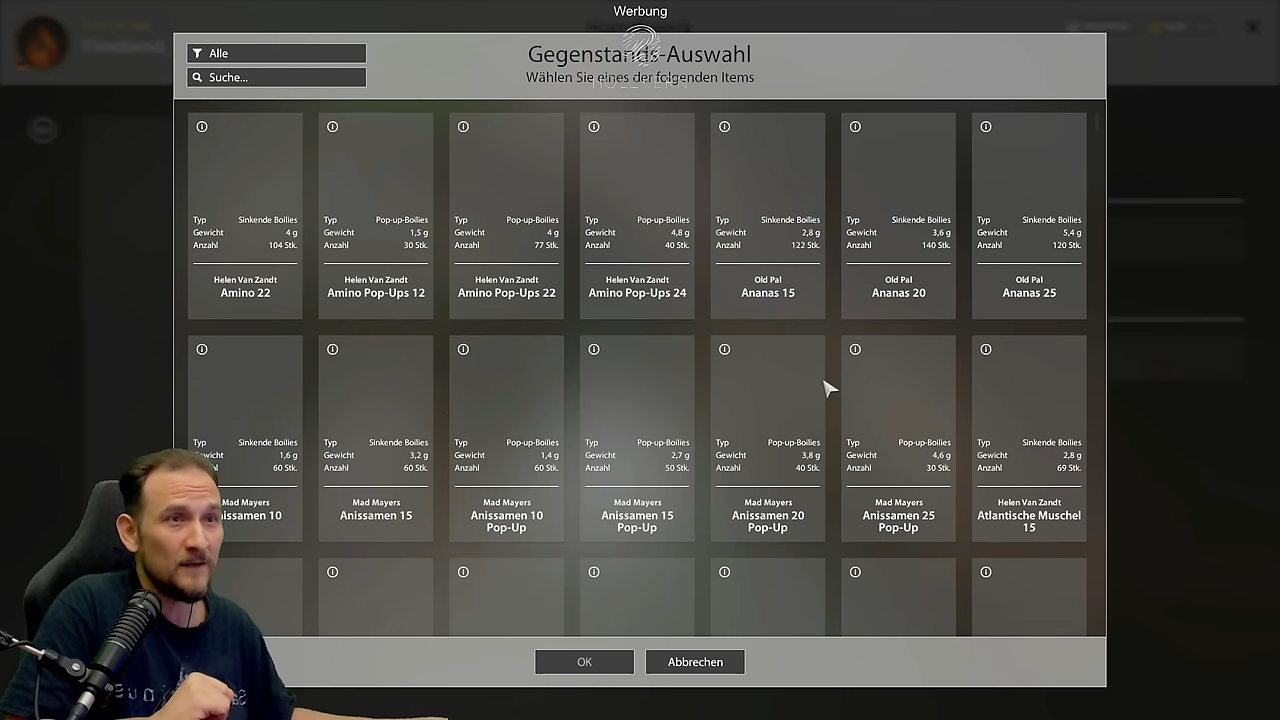 Werbung
Alle
Suche...
Gegenstands-Auswahl
Wählen Sie eines der folgenden Items
Typ Sinkende Boilies
Gewicht 4 g
Anzahl 104 Stk.
Helen Van Zandt
Amino 22
Typ Pop-up-Boilies
Gewicht 1,5 g
Anzahl 30 Stk.
Helen Van Zandt
Amino Pop-Ups 12
Typ Pop-up-Boilies
Gewicht 4 g
Anzahl 77 Stk.
Helen Van Zandt
Amino Pop-Ups 22
Typ Pop-up-Boilies
Gewicht 4,8 g
Anzahl 40 Stk.
Helen Van Zandt
Amino Pop-Ups 24
Typ Sinkende Boilies
Gewicht 2,8 g
Anzahl 122 Stk.
Old Pal
Ananas 15
Typ Sinkende Boilies
Gewicht 3,6 g
Anzahl 140 Stk.
Old Pal
Ananas 20
Typ Sinkende Boilies
Gewicht 5,4 g
Anzahl 120 Stk.
Old Pal
Ananas 25
Typ Sinkende Boilies
1,6 g
60 Stk.
Mad Mayers
issamen 10
Typ Sinkende Boilies
Gewicht 3,2 g
Anzahl 60 Stk.
Mad Mayers
Anissamen 15
Typ Pop-up-Boilies
Gewicht 1,4 g
Anzahl 60 Stk.
Mad Mayers
Anissamen 10
Pop-Up
Typ Pop-up-Boilies
Gewicht 2,7 g
Anzahl 50 Stk.
Mad Mayers
Anissamen 15
Pop-Up
Typ Pop-up-Boilies
Gewicht 3,8 g
Anzahl 40 Stk.
Mad Mayers
Anissamen 20
Pop-Up
Typ Pop-up-Boilies
Gewicht 4,6 g
Anzahl 30 Stk.
Mad Mayers
Anissamen 25
Pop-Up
Typ Sinkende Boilies
Gewicht 2,8 g
Anzahl 69 Stk.
Helen Van Zandt
Atlantische Muschel
15
OK
Abbrechen